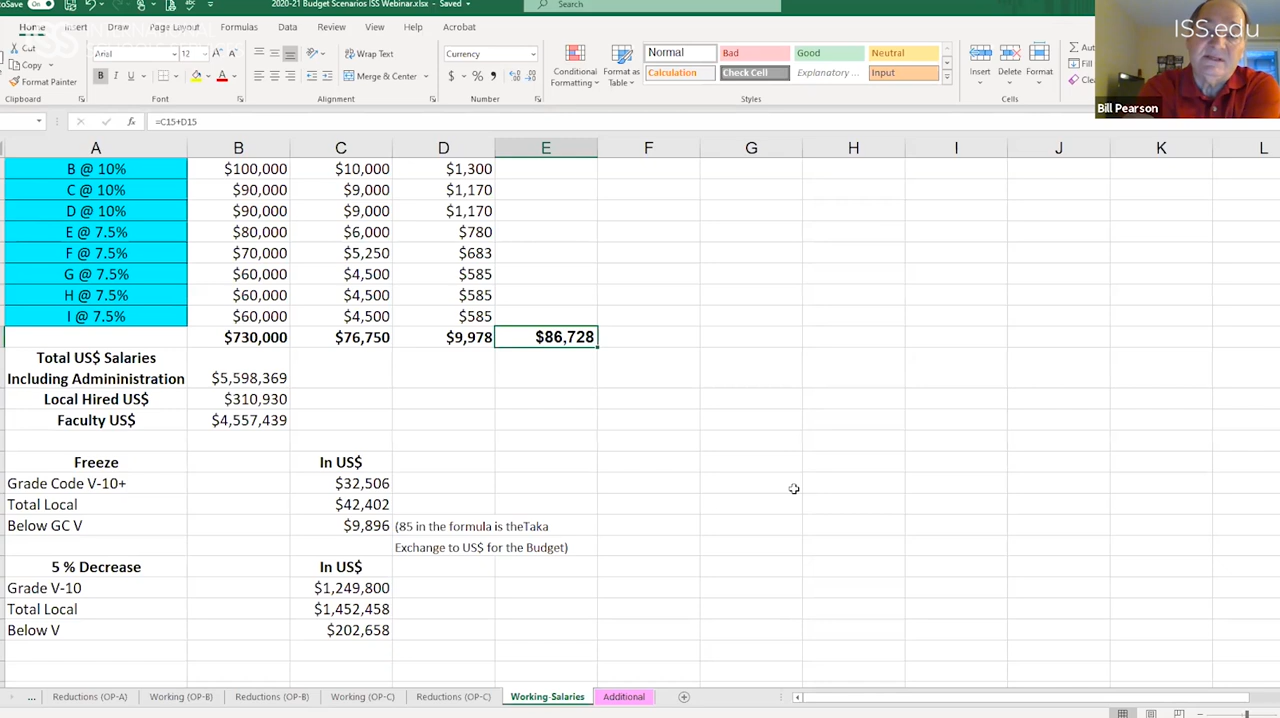 AutoSave On 2020-21 Budget Scenarios ISS Webinar.xlsx - Saved Search
ISS.edu
Home Insert Draw Page Layout Formulas Data Review View Help Acrobat
Cut
Copy
Format Painter
Clipboard
Arial 12
B I U
Font
Wrap Text
Merge & Center
Alignment
Currency
$ % ,
Number
Conditional Formatting
Format as Table
Normal Bad Good Neutral
Calculation Check Cell Explanatory ... Input
Styles
Insert Delete Format
Cells
Bill Pearson
fx =C15+D15
A B C D E F G H I J K L
B @ 10% $100,000 $10,000 $1,300
C @ 10% $90,000 $9,000 $1,170
D @ 10% $90,000 $9,000 $1,170
E @ 7.5% $80,000 $6,000 $780
F @ 7.5% $70,000 $5,250 $683
G @ 7.5% $60,000 $4,500 $585
H @ 7.5% $60,000 $4,500 $585
I @ 7.5% $60,000 $4,500 $585
$730,000 $76,750 $9,978 $86,728
Total US$ Salaries
Including Admininistration $5,598,369
Local Hired US$ $310,930
Faculty US$ $4,557,439
Freeze In US$
Grade Code V-10+ $32,506
Total Local $42,402
Below GC V $9,896 (85 in the formula is theTaka
Exchange to US$ for the Budget)
5 % Decrease In US$
Grade V-10 $1,249,800
Total Local $1,452,458
Below V $202,658
... Reductions (OP-A) Working (OP-B) Reductions (OP-B) Working (OP-C) Reductions (OP-C) Working-Salaries Additional